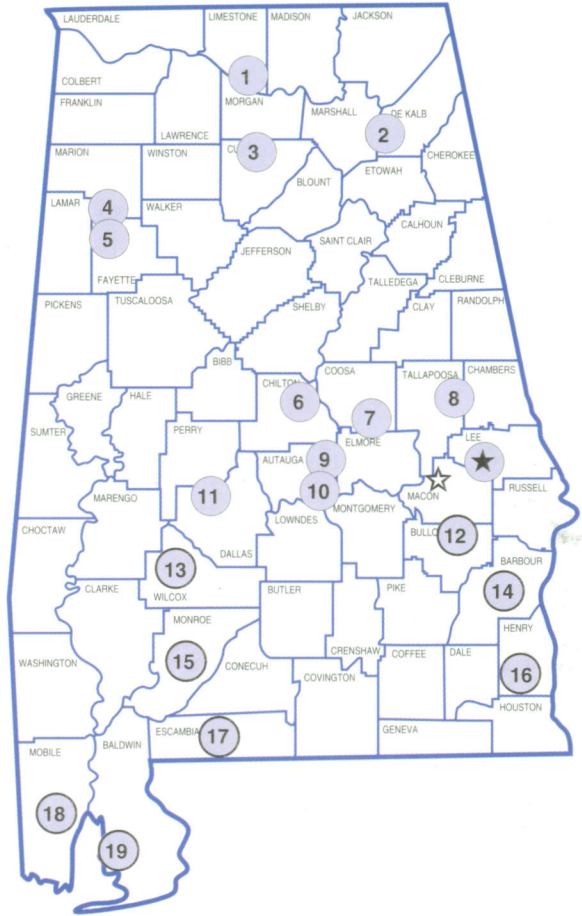 LAUDERDALE
LIMESTONE
MADISON
JACKSON
COLBERT
1
FRANKLIN
MORGAN
MARSHALL
DE KALB
LAWRENCE
2
MARION
WINSTON
CU
3
CHEROKEE
ETOWAH
BLOUNT
LAMAR
4
WALKER
CALHOUN
5
JEFFERSON
SAINT CLAIR
FAYETTE
TALLEDEGA
CLEBURNE
PICKENS
TUSCALOOSA
SHELBY
CLAY
RANDOLPH
BIBB
COOSA
TALLAPOOSA
CHAMBERS
GREENE
HALE
CHILTON
6
8
7
SUMTER
PERRY
ELMORE
LEE
AUTAUGA
9
MARENGO
11
10
MACON
RUSSELL
MONTGOMERY
LOWNDES
CHOCTAW
BULLO
12
DALLAS
BARBOUR
13
CLARKE
WILCOX
BUTLER
PIKE
14
MONROE
HENRY
WASHINGTON
15
CONECUH
CRENSHAW
COFFEE
DALE
16
COVINGTON
HOUSTON
ESCAMBIA
17
GENEVA
MOBILE
BALDWIN
18
19